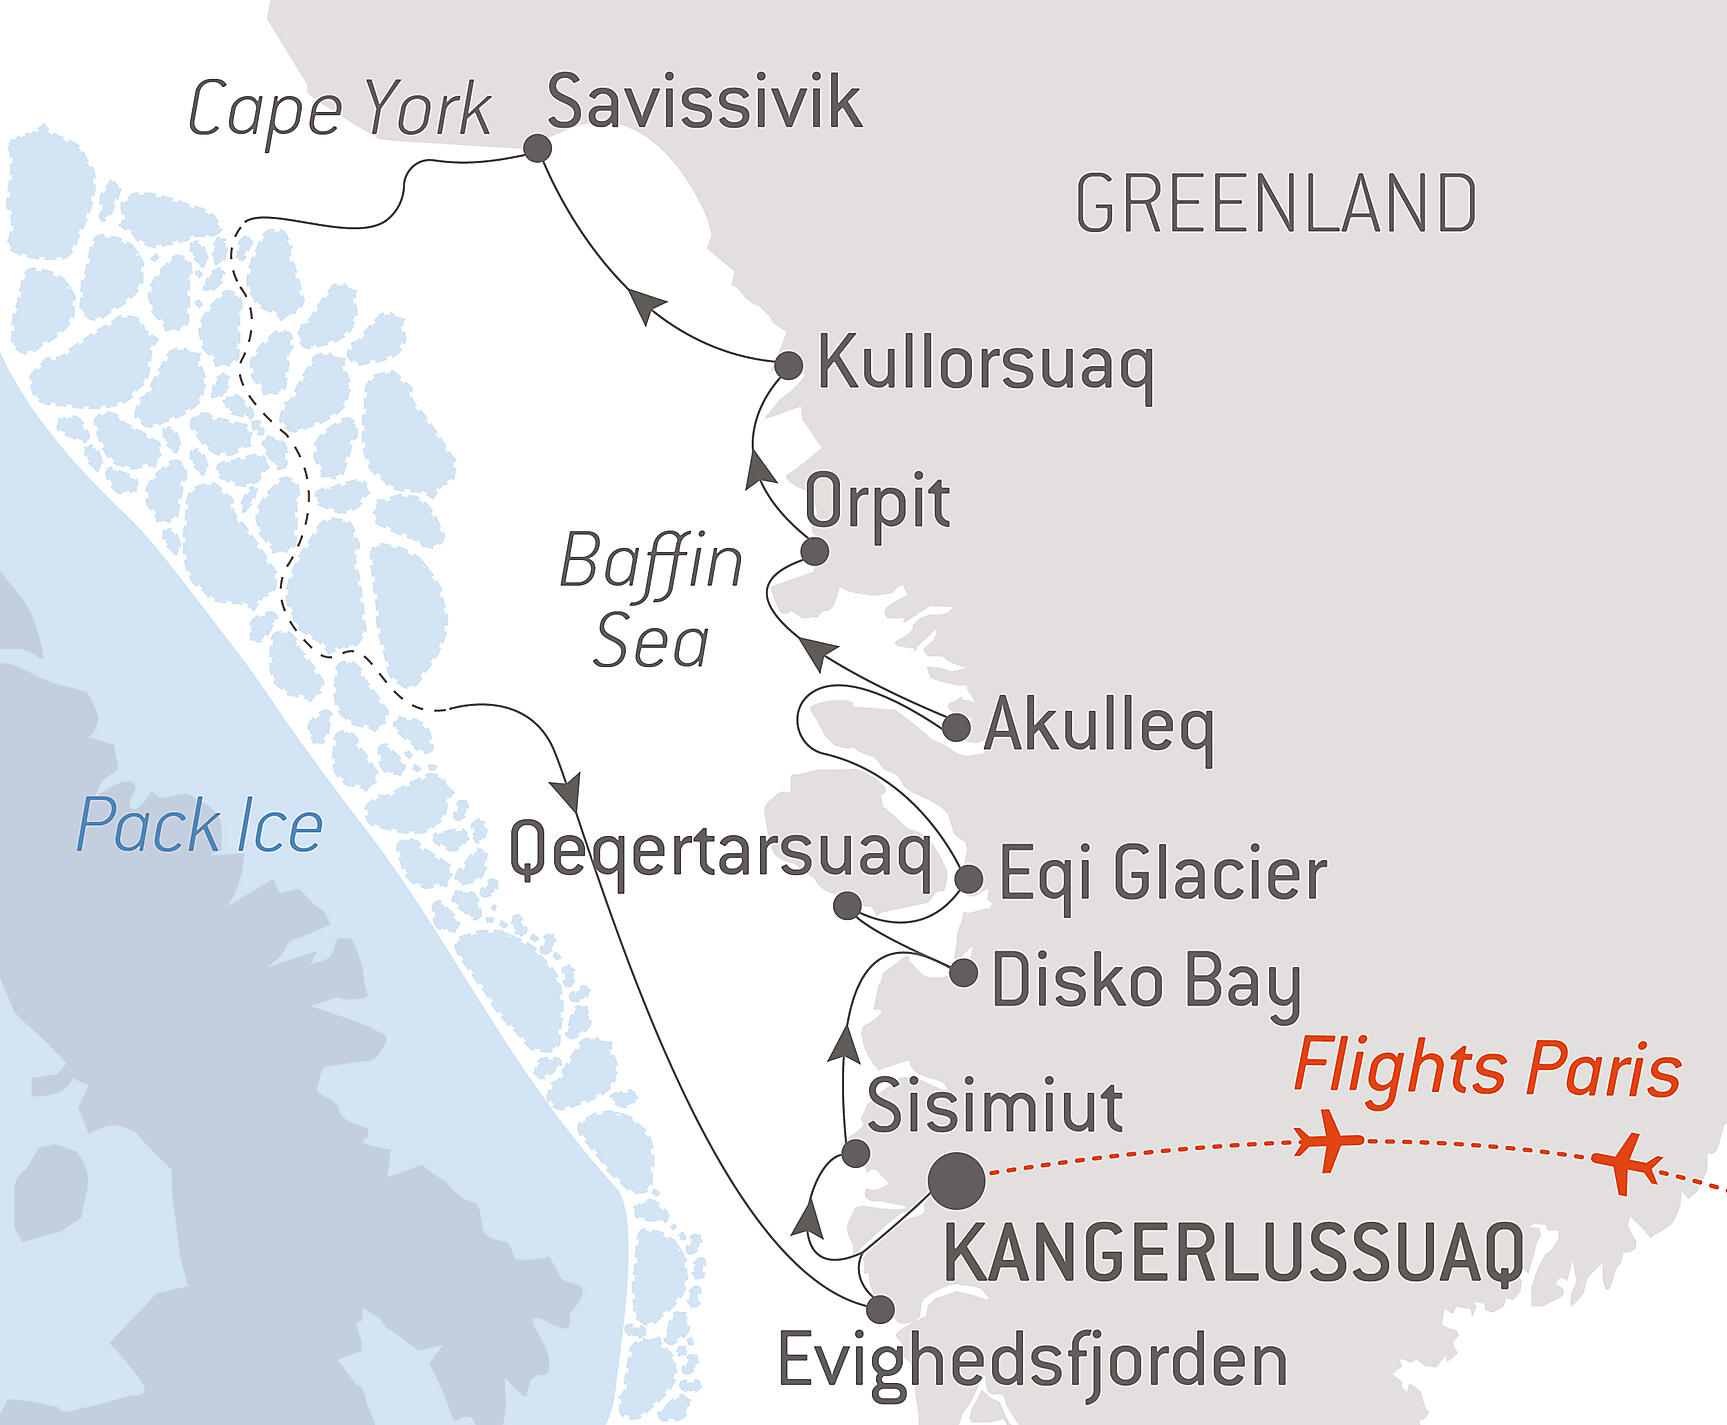 Cape York
Savissivik
GREENLAND
Kullorsuaq
Orpit
Baffin
Sea
Akulleq
Pack Ice
Qeqertarsuaq
Eqi Glacier
Disko Bay
Flights Paris
Sisimiut
KANGERLUSSUAQ
Evighedsfjorden